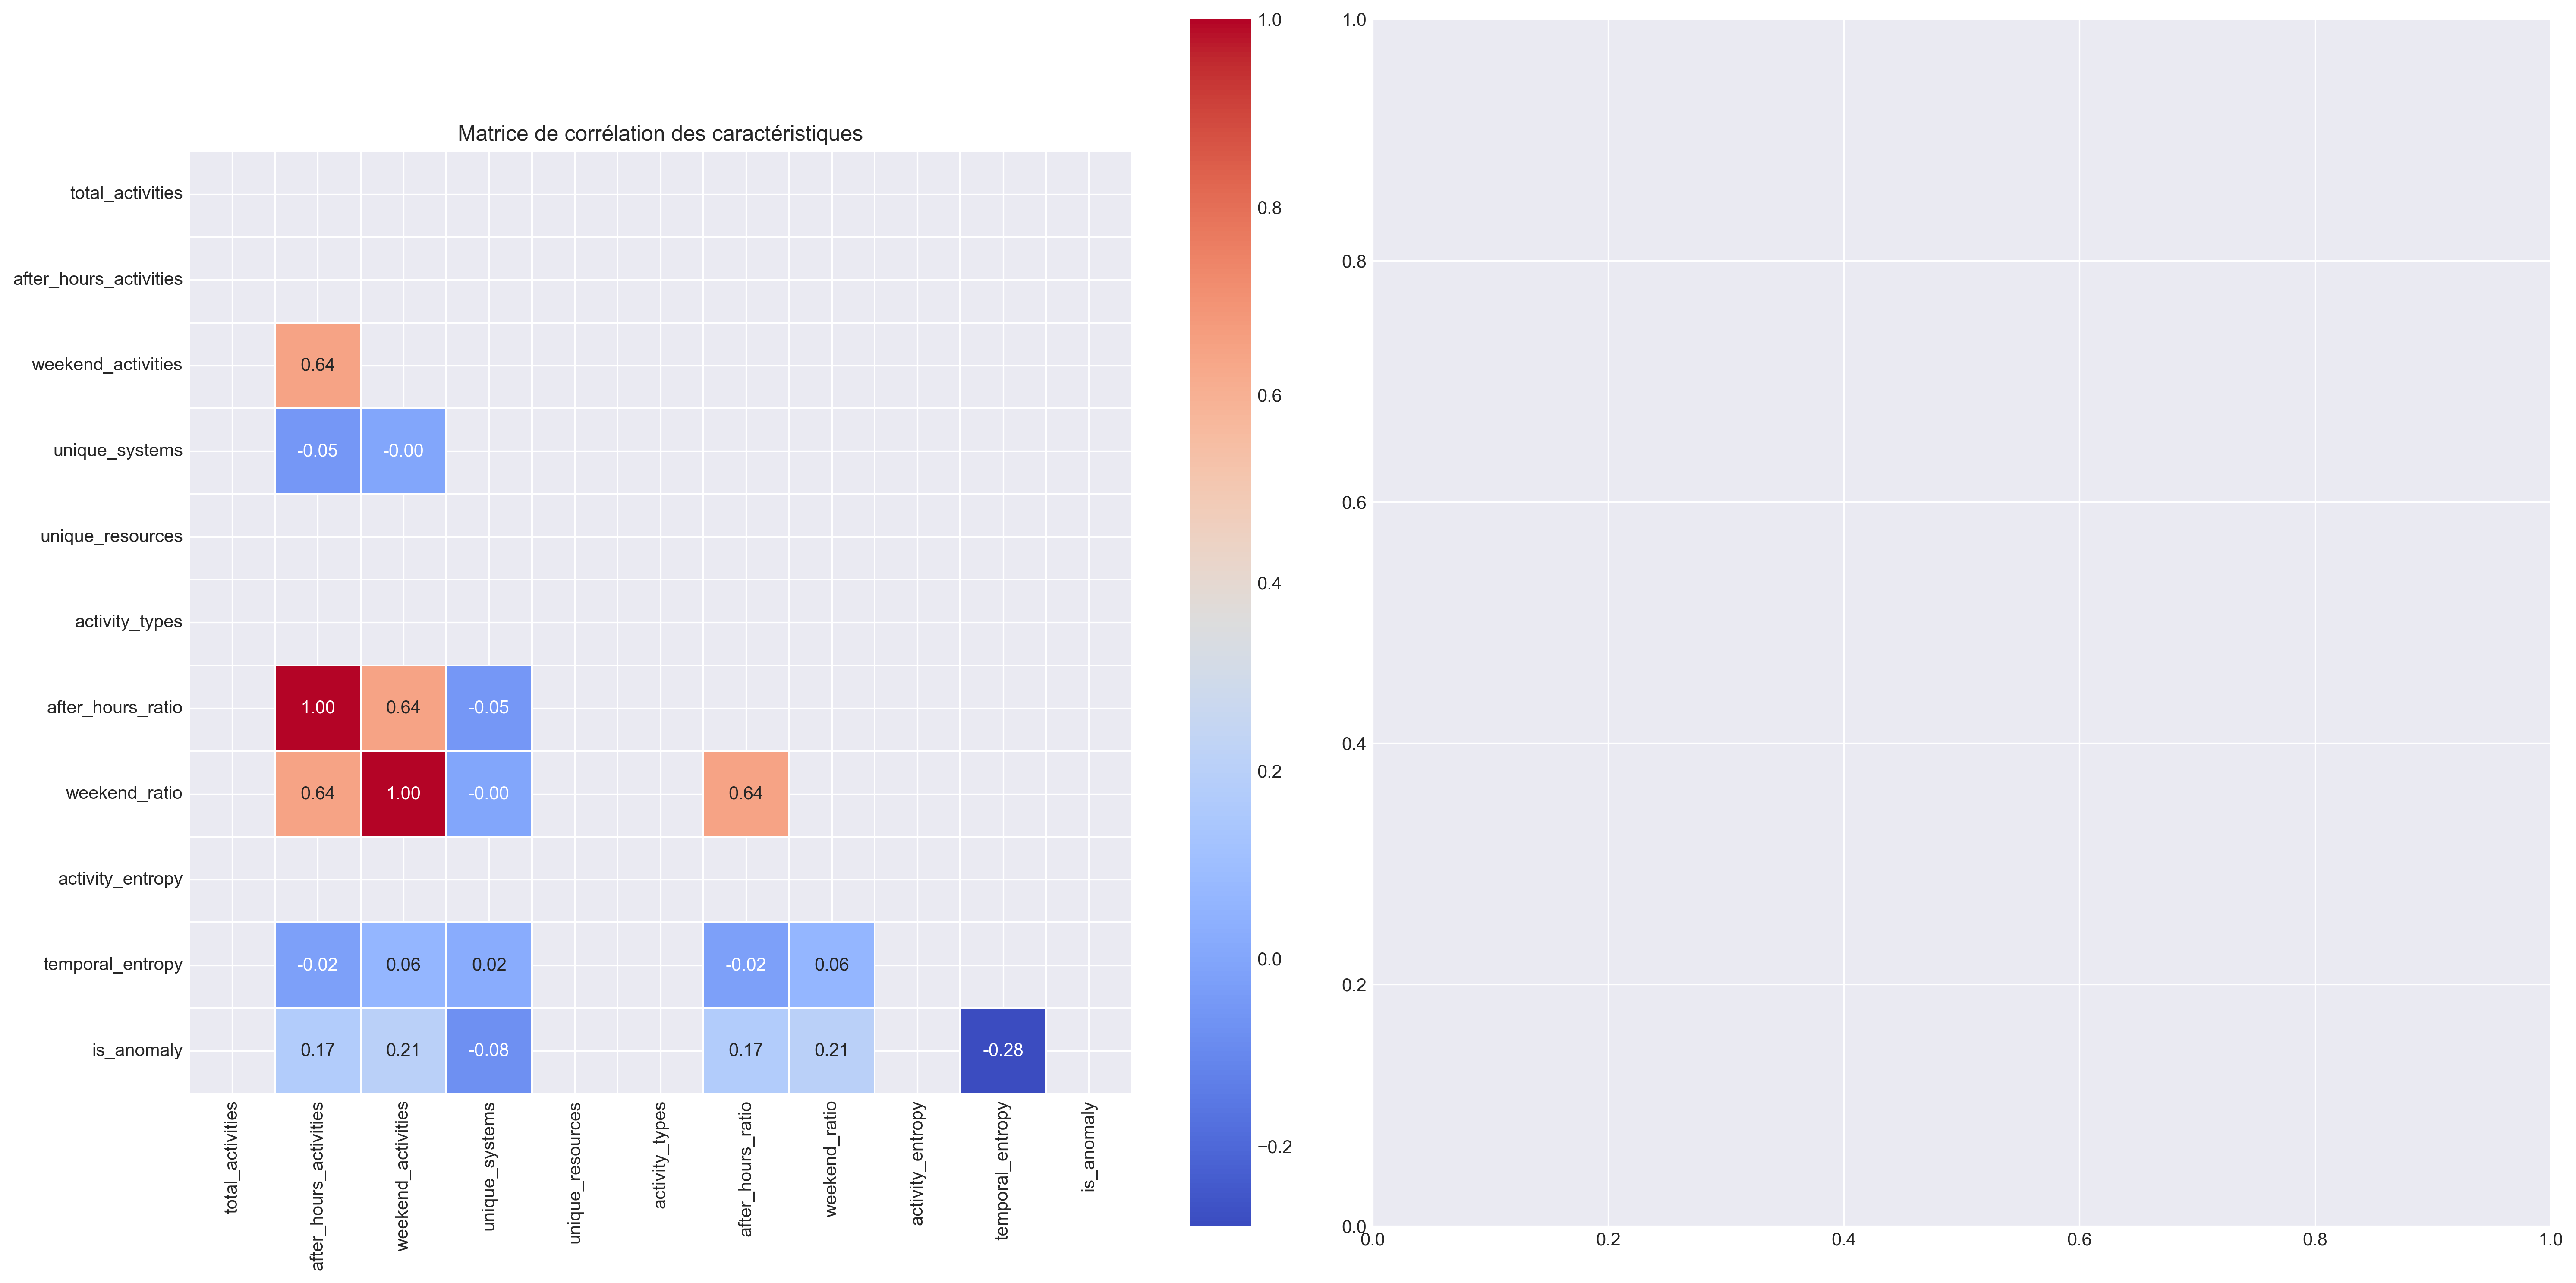 Matrice de corrélation des caractéristiques
total_activities
after_hours_activities
weekend_activities 0.64
unique_systems -0.05 -0.00
unique_resources
activity_types
after_hours_ratio 1.00 0.64 -0.05
weekend_ratio 0.64 1.00 -0.00 0.64
activity_entropy
temporal_entropy -0.02 0.06 0.02 -0.02 0.06
is_anomaly 0.17 0.21 -0.08 0.17 0.21 -0.28
total_activities
after_hours_activities
weekend_activities
unique_systems
unique_resources
activity_types
after_hours_ratio
weekend_ratio
activity_entropy
temporal_entropy
is_anomaly
1.0
0.8
0.6
0.4
0.2
0.0
−0.2
1.0
0.8
0.6
0.4
0.2
0.0
0.0 0.2 0.4 0.6 0.8 1.0